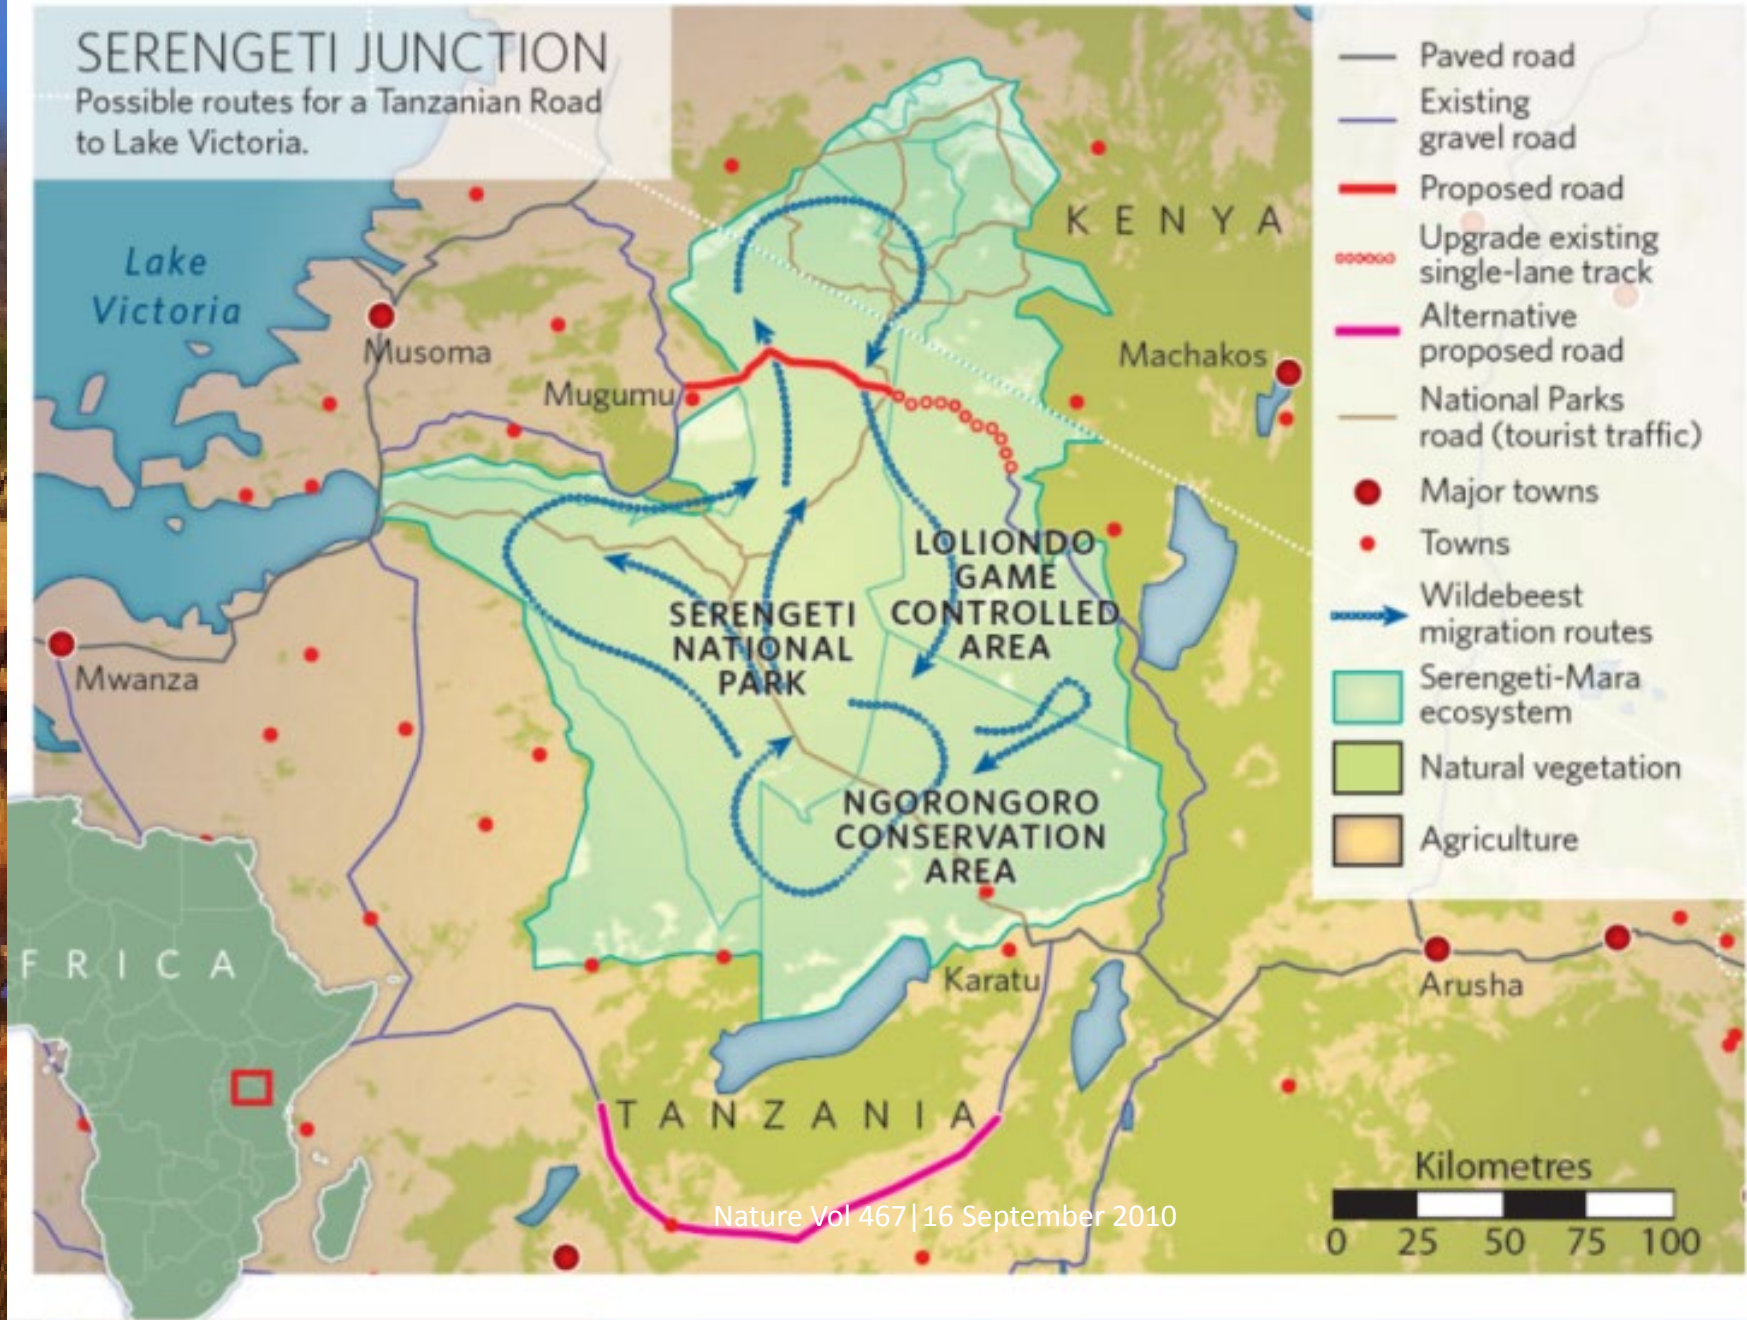 SERENGETI JUNCTION
Possible routes for a Tanzanian Road
to Lake Victoria.
Paved road
Existing
gravel road
Proposed road
Upgrade existing
single-lane track
Alternative
proposed road
National Parks
road (tourist traffic)
Major towns
Towns
Wildebeest
migration routes
Serengeti-Mara
ecosystem
Natural vegetation
Agriculture
KENYA
Lake
Victoria
Musoma
Machakos
Mugumu
LOLIONDO
GAME
CONTROLLED
AREA
SERENGETI
NATIONAL
PARK
Mwanza
NGORONGORO
CONSERVATION
AREA
FRICA
Karatu
Arusha
TANZANIA
Nature Vol 467|16 September 2010
Kilometres
0 25 50 75 100